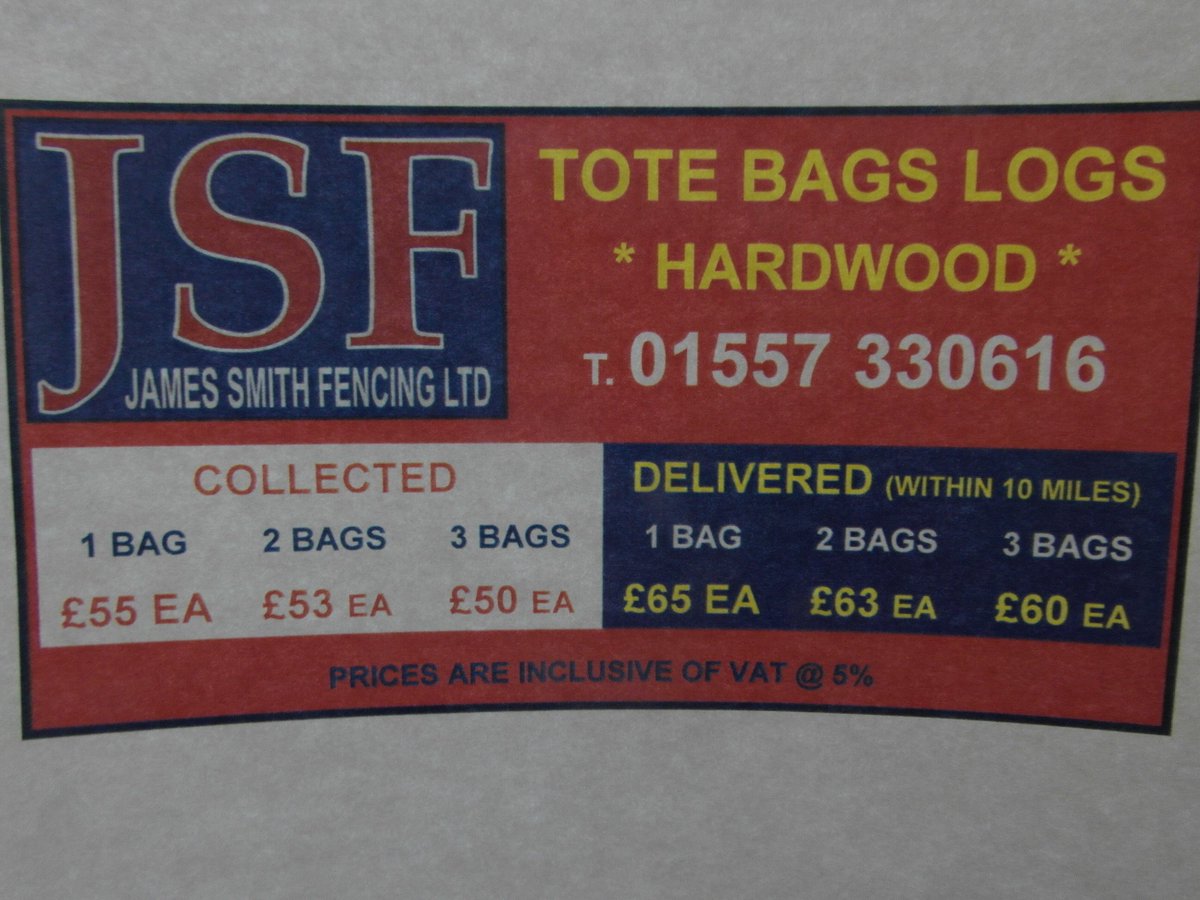 JSF
JAMES SMITH FENCING LTD
TOTE BAGS LOGS
* HARDWOOD *
T. 01557 330616
COLLECTED
1 BAG 2 BAGS 3 BAGS
£55 EA £53 EA £50 EA
DELIVERED (WITHIN 10 MILES)
1 BAG 2 BAGS 3 BAGS
£65 EA £63 EA £60 EA
PRICES ARE INCLUSIVE OF VAT @ 5%